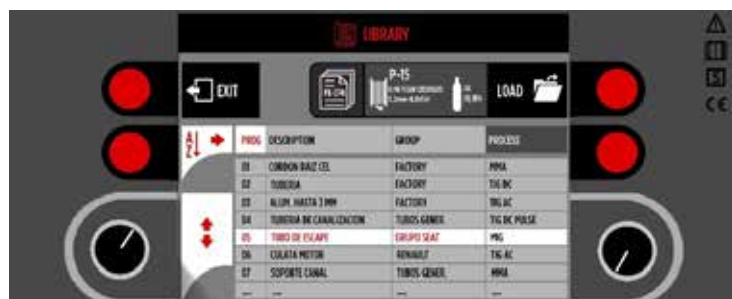 LIBRARY
EXIT
P-15
LOAD
A
Z
PROG DESCRIPTION GROUP PROCESS
01 CORDON RAIZ CEL FACTORY MMA
02 TUBERIA FACTORY TIG DC
03 ALUM. HASTA 3 MM FACTORY TIG AC
04 TUBERIA DE CANALIZACION TUBOS GENER. TIG DC PULSE
05 TUBO DE ESCAPE GRUPO SEAT MIG
06 CULATA MOTOR RENAULT TIG AC
07 SOPORTE CANAL TUBOS GENER. MMA
--- --- --- ---
CE